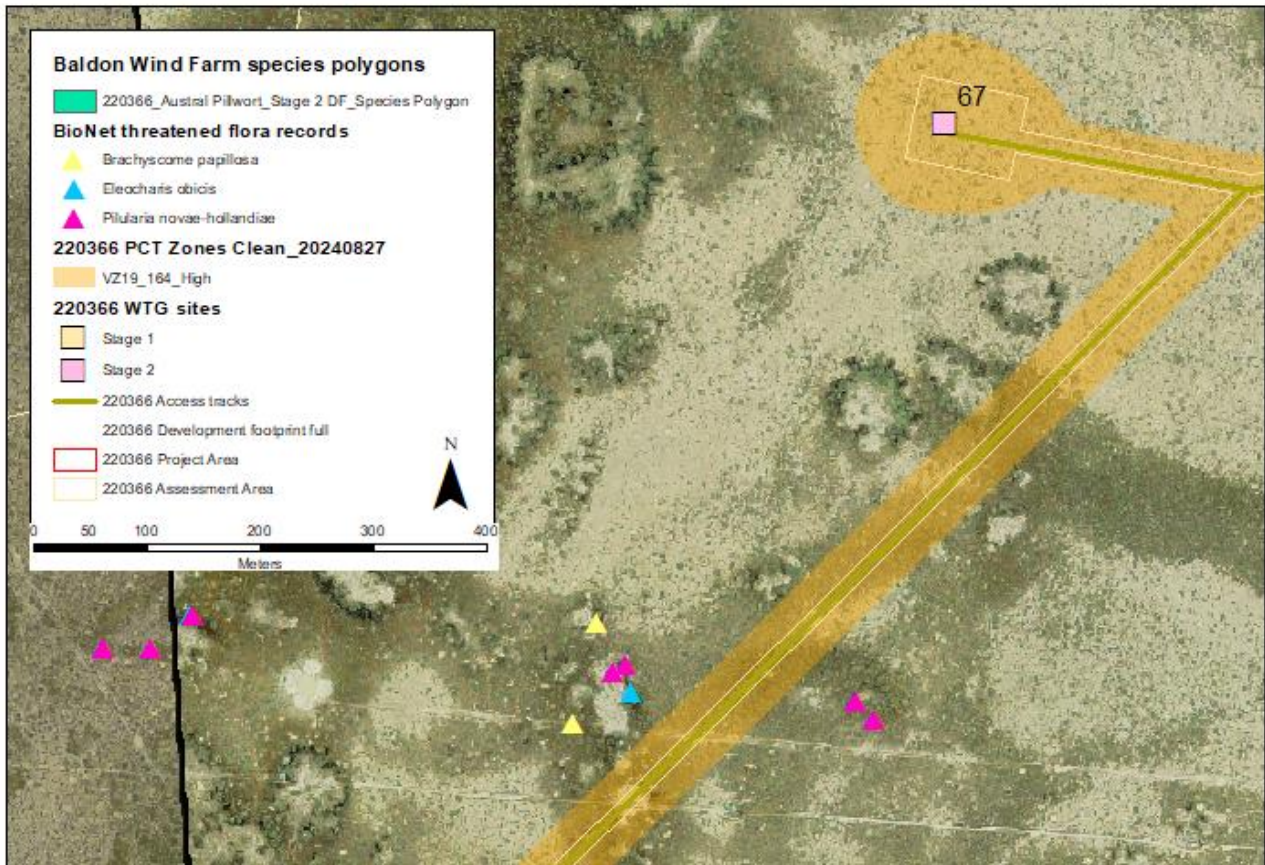 Baldon Wind Farm species polygons
220366_Austral Pillwort_Stage 2 DF_Species Polygon
BioNet threatened flora records
Brachyscome papillosa
Eleocharis obicis
Pilularia novae-hollandiae
220366 PCT Zones Clean_20240827
VZ19_164_High
220366 WTG sites
Stage 1
Stage 2
220366 Access tracks
220366 Development footprint full
220366 Project Area
220366 Assessment Area
N
0 50 100 200 300 400
Meters
67